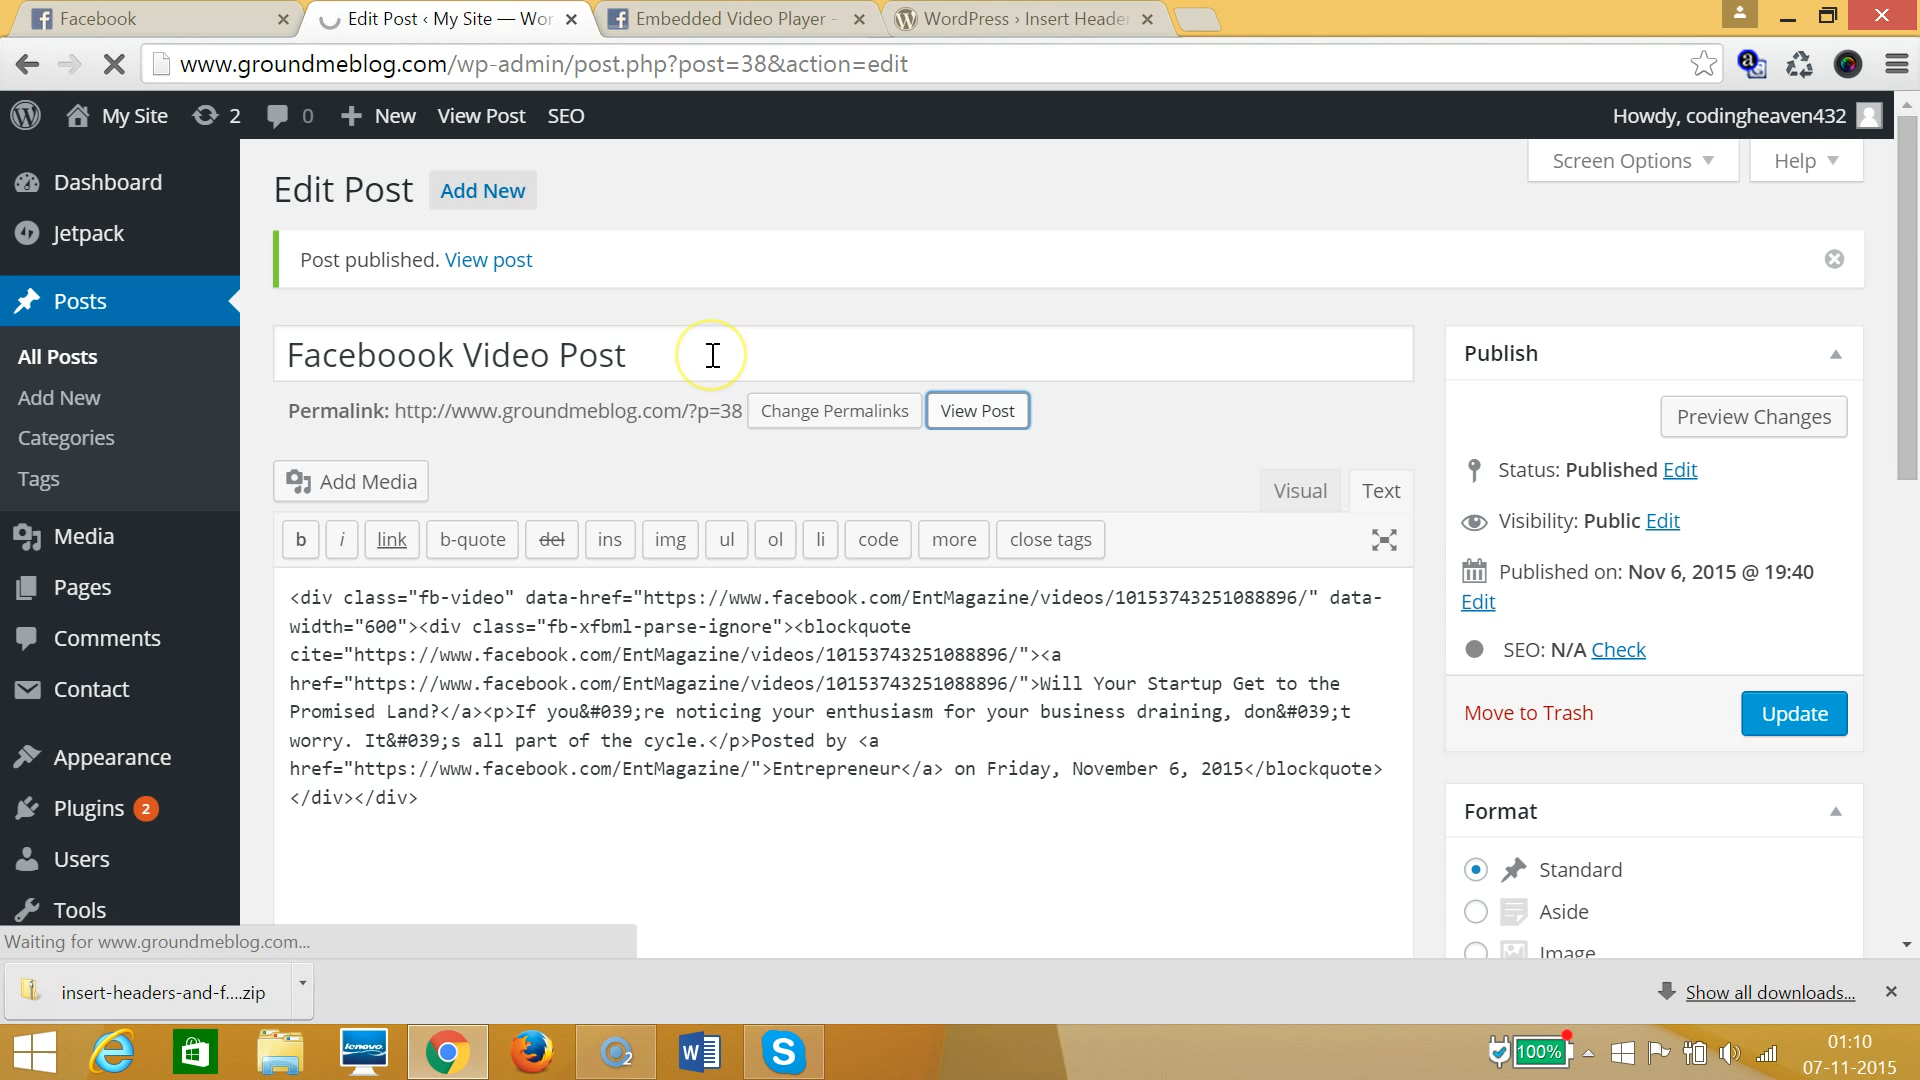 Facebook
Edit Post ‹ My Site — Wor
Embedded Video Player -
WordPress › Insert Header
www.groundmeblog.com/wp-admin/post.php?post=38&action=edit
My Site
2
0
New
View Post
SEO
Howdy, codingheaven432
Screen Options
Help
Dashboard
Jetpack
Posts
All Posts
Add New
Categories
Tags
Media
Pages
Comments
Contact
Appearance
Plugins 2
Users
Tools
Edit Post
Add New
Post published. View post
Faceboook Video Post
Permalink: http://www.groundmeblog.com/?p=38
Change Permalinks
View Post
Add Media
Visual
Text
b
i
link
b-quote
del
ins
img
ul
ol
li
code
more
close tags
<div class="fb-video" data-href="https://www.facebook.com/EntMagazine/videos/10153743251088896/" data-
width="600"><div class="fb-xfbml-parse-ignore"><blockquote
cite="https://www.facebook.com/EntMagazine/videos/10153743251088896/"><a
href="https://www.facebook.com/EntMagazine/videos/10153743251088896/">Will Your Startup Get to the
Promised Land?</a><p>If you&#039;re noticing your enthusiasm for your business draining, don&#039;t
worry. It&#039;s all part of the cycle.</p>Posted by <a
href="https://www.facebook.com/EntMagazine/">Entrepreneur</a> on Friday, November 6, 2015</blockquote>
</div></div>
Publish
Preview Changes
Status: Published Edit
Visibility: Public Edit
Published on: Nov 6, 2015 @ 19:40
Edit
SEO: N/A Check
Move to Trash
Update
Format
Standard
Aside
Image
Waiting for www.groundmeblog.com...
insert-headers-and-f....zip
Show all downloads...
lenovo
100%
01:10
07-11-2015